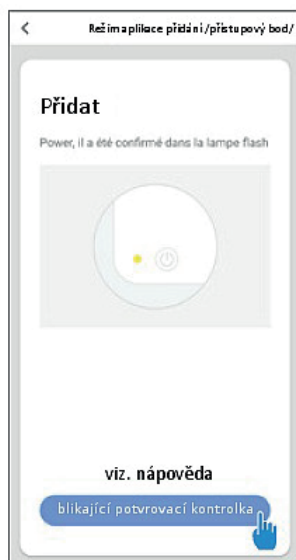 Režim aplikace přidání /přístupový bod/
Přidat
Power, il a été confirmé dans la lampe flash
viz. nápověda
blikající potvrovací kontrolka